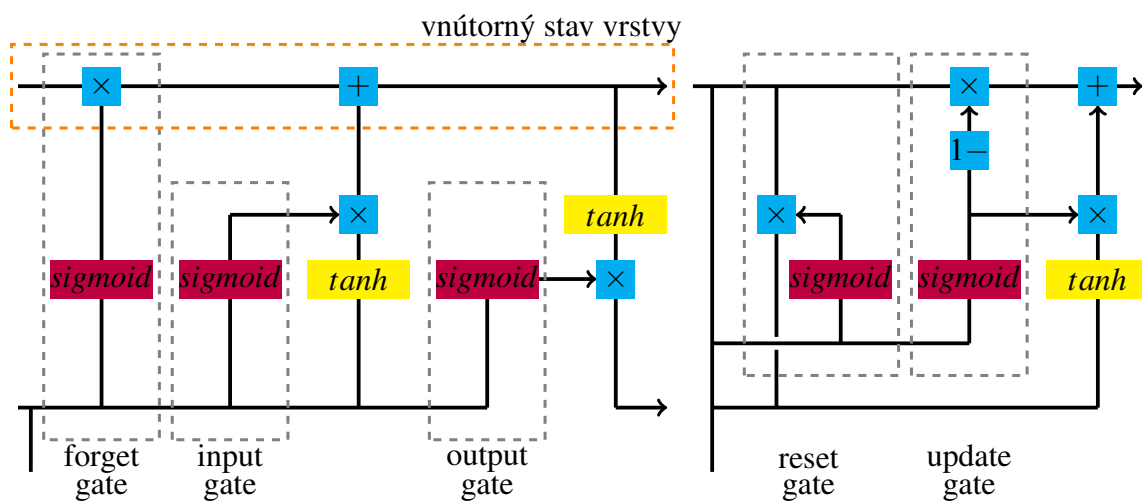 vnútorný stav vrstvy
× + × +
1−
× × ×
tanh
sigmoid sigmoid tanh sigmoid × sigmoid sigmoid tanh
forget gate
input gate
output gate
reset gate
update gate